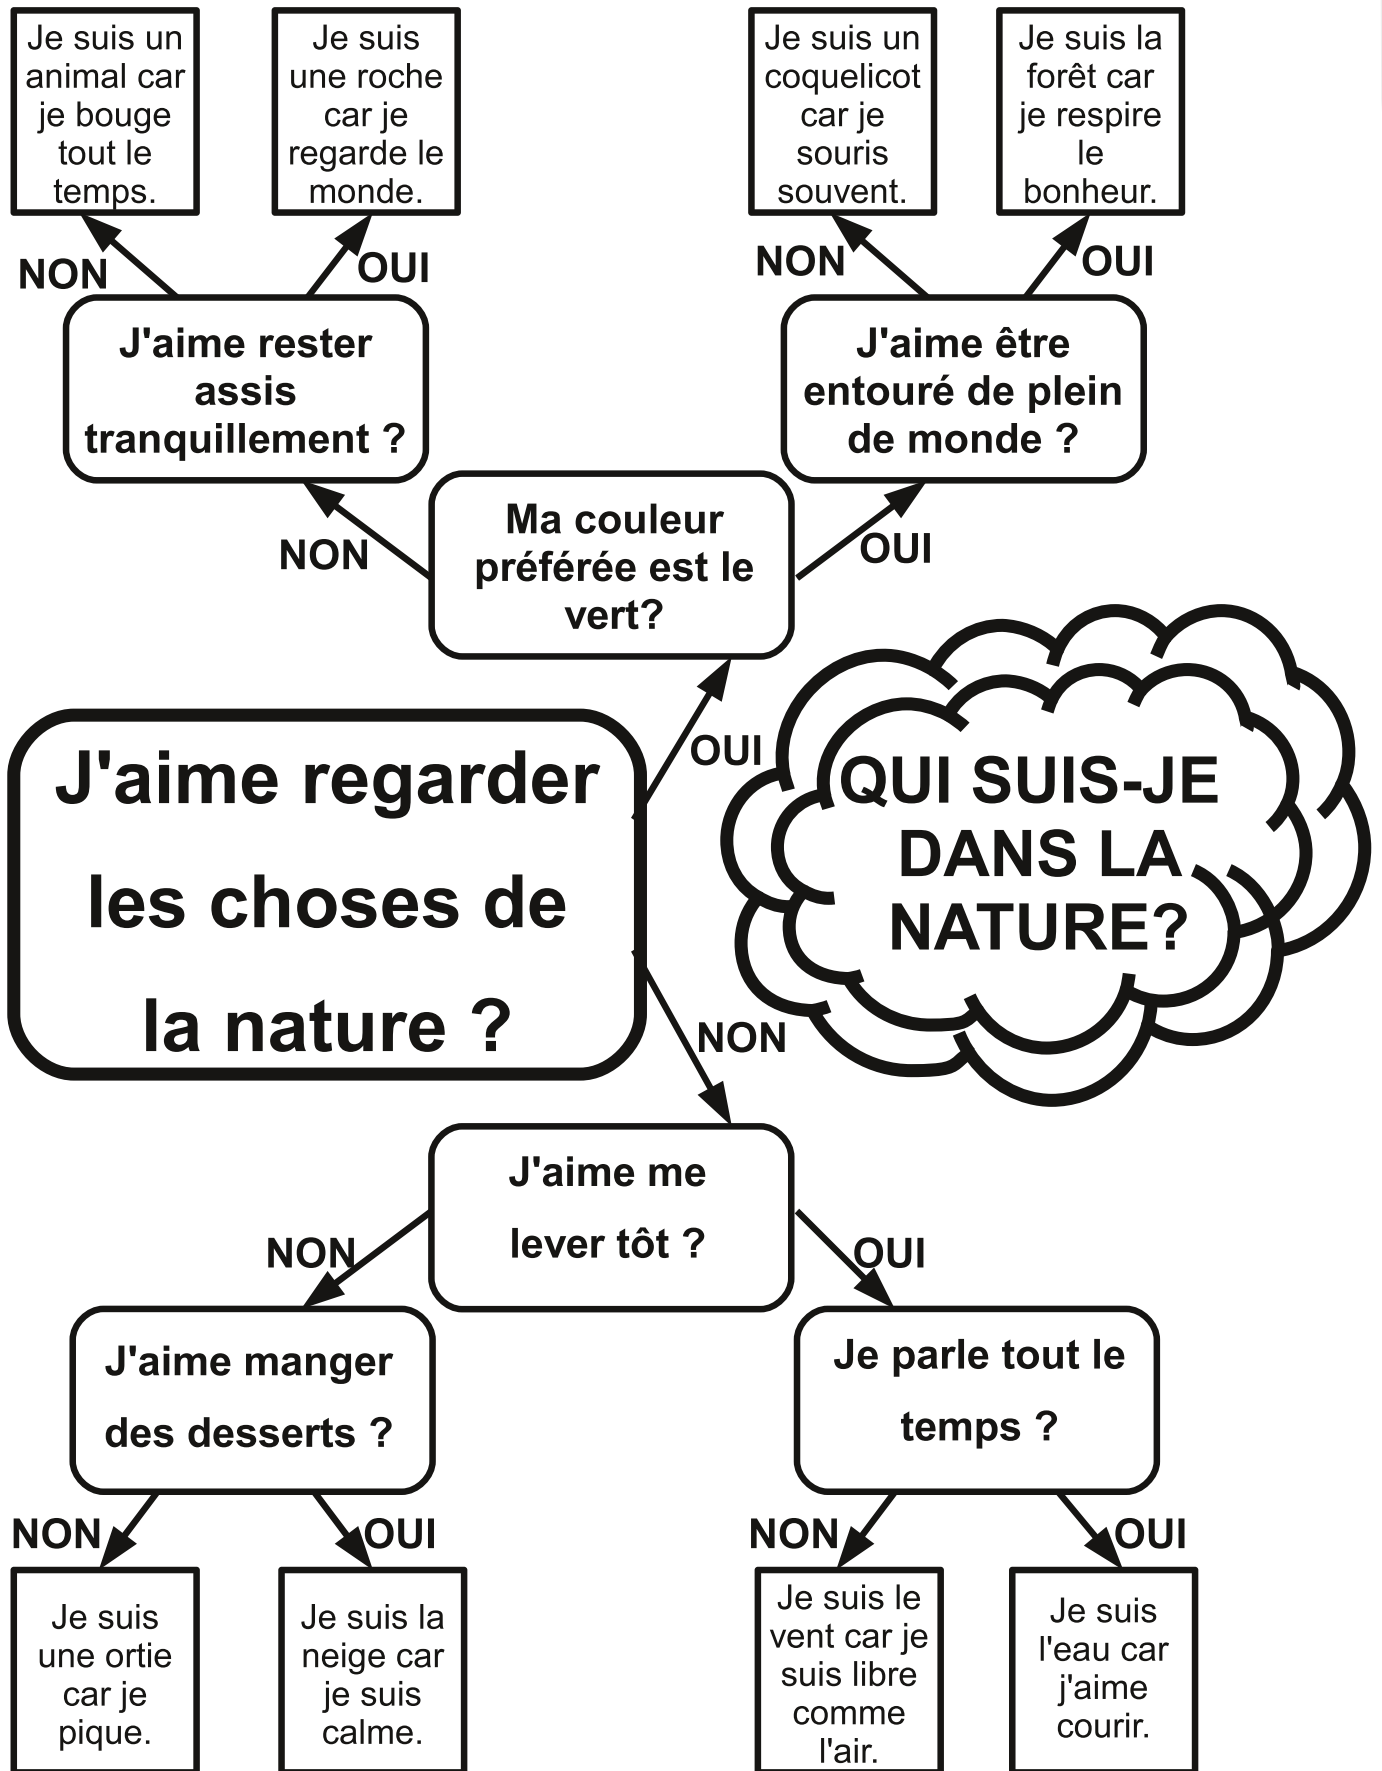 Je suis un
animal car
je bouge
tout le
temps.
Je suis
une roche
car je
regarde le
monde.
Je suis un
coquelicot
car je
souris
souvent.
Je suis la
forêt car
je respire
le
bonheur.
NON
OUI
NON
OUI
J'aime rester
assis
tranquillement ?
J'aime être
entouré de plein
de monde ?
NON
Ma couleur
préférée est le
vert?
OUI
OUI
J'aime regarder
les choses de
la nature ?
QUI SUIS-JE
DANS LA
NATURE?
NON
J'aime me
lever tôt ?
NON
OUI
J'aime manger
des desserts ?
Je parle tout le
temps ?
NON
OUI
NON
OUI
Je suis
une ortie
car je
pique.
Je suis la
neige car
je suis
calme.
Je suis le
vent car je
suis libre
comme
l'air.
Je suis
l'eau car
j'aime
courir.